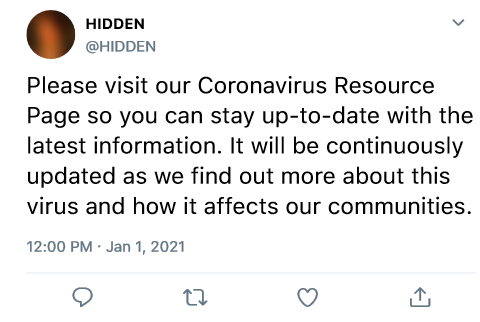 HIDDEN
@HIDDEN
Please visit our Coronavirus Resource
Page so you can stay up-to-date with the
latest information. It will be continuously
updated as we find out more about this
virus and how it affects our communities.
12:00 PM · Jan 1, 2021